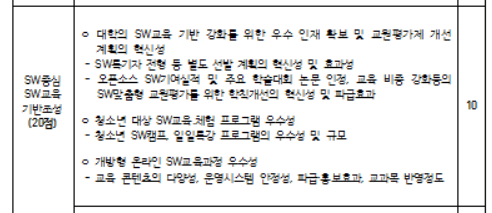 SW중심
SW교육
기반조성
(20점)
ㅇ 대학의 SW교육 기반 강화를 위한 우수 인재 확보 및 교원평가제 개선
계획의 혁신성
- SW특기자 전형 등 별도 선발 계획의 혁신성 및 효과성
- 오픈소스 SW기여실적 및 주요 학술대회 논문 인정, 교육 비중 강화등의
SW맞춤형 교원평가를 위한 학칙개선의 혁신성 및 파급효과
ㅇ 청소년 대상 SW교육·체험 프로그램 우수성
- 청소년 SW캠프, 일일특강 프로그램의 우수성 및 규모
ㅇ 개방형 온라인 SW교육과정 우수성
- 교육 콘텐츠의 다양성, 운영시스템 안정성, 파급·홍보효과, 교과목 반영정도
10